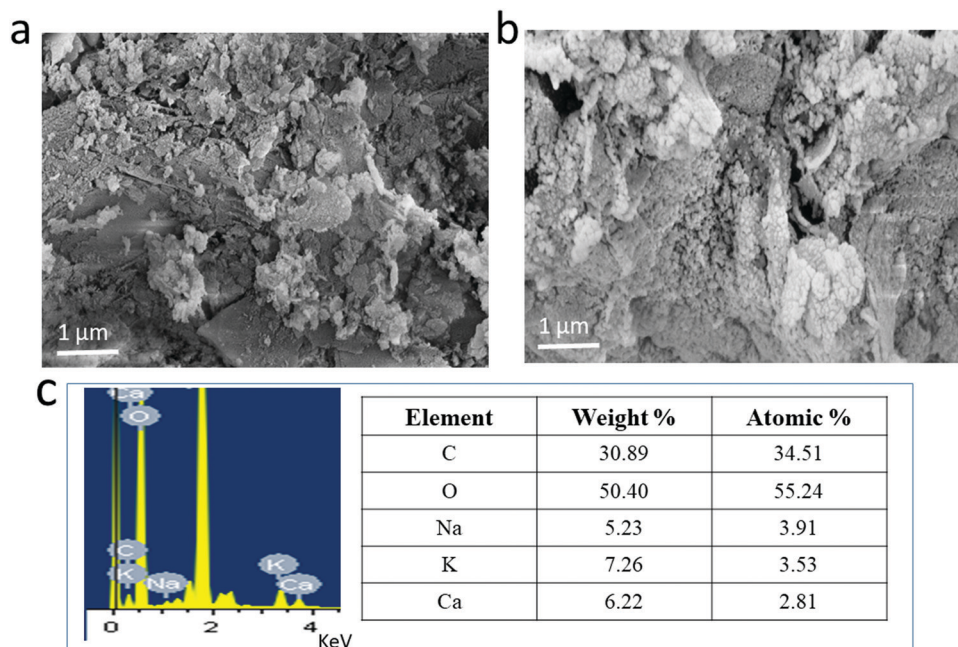 a
b
1 µm
1 µm
c
Ca
O
C
K
Na
K
Ca
0
2
KeV
Element Weight % Atomic %
C 30.89 34.51
O 50.40 55.24
Na 5.23 3.91
K 7.26 3.53
Ca 6.22 2.81